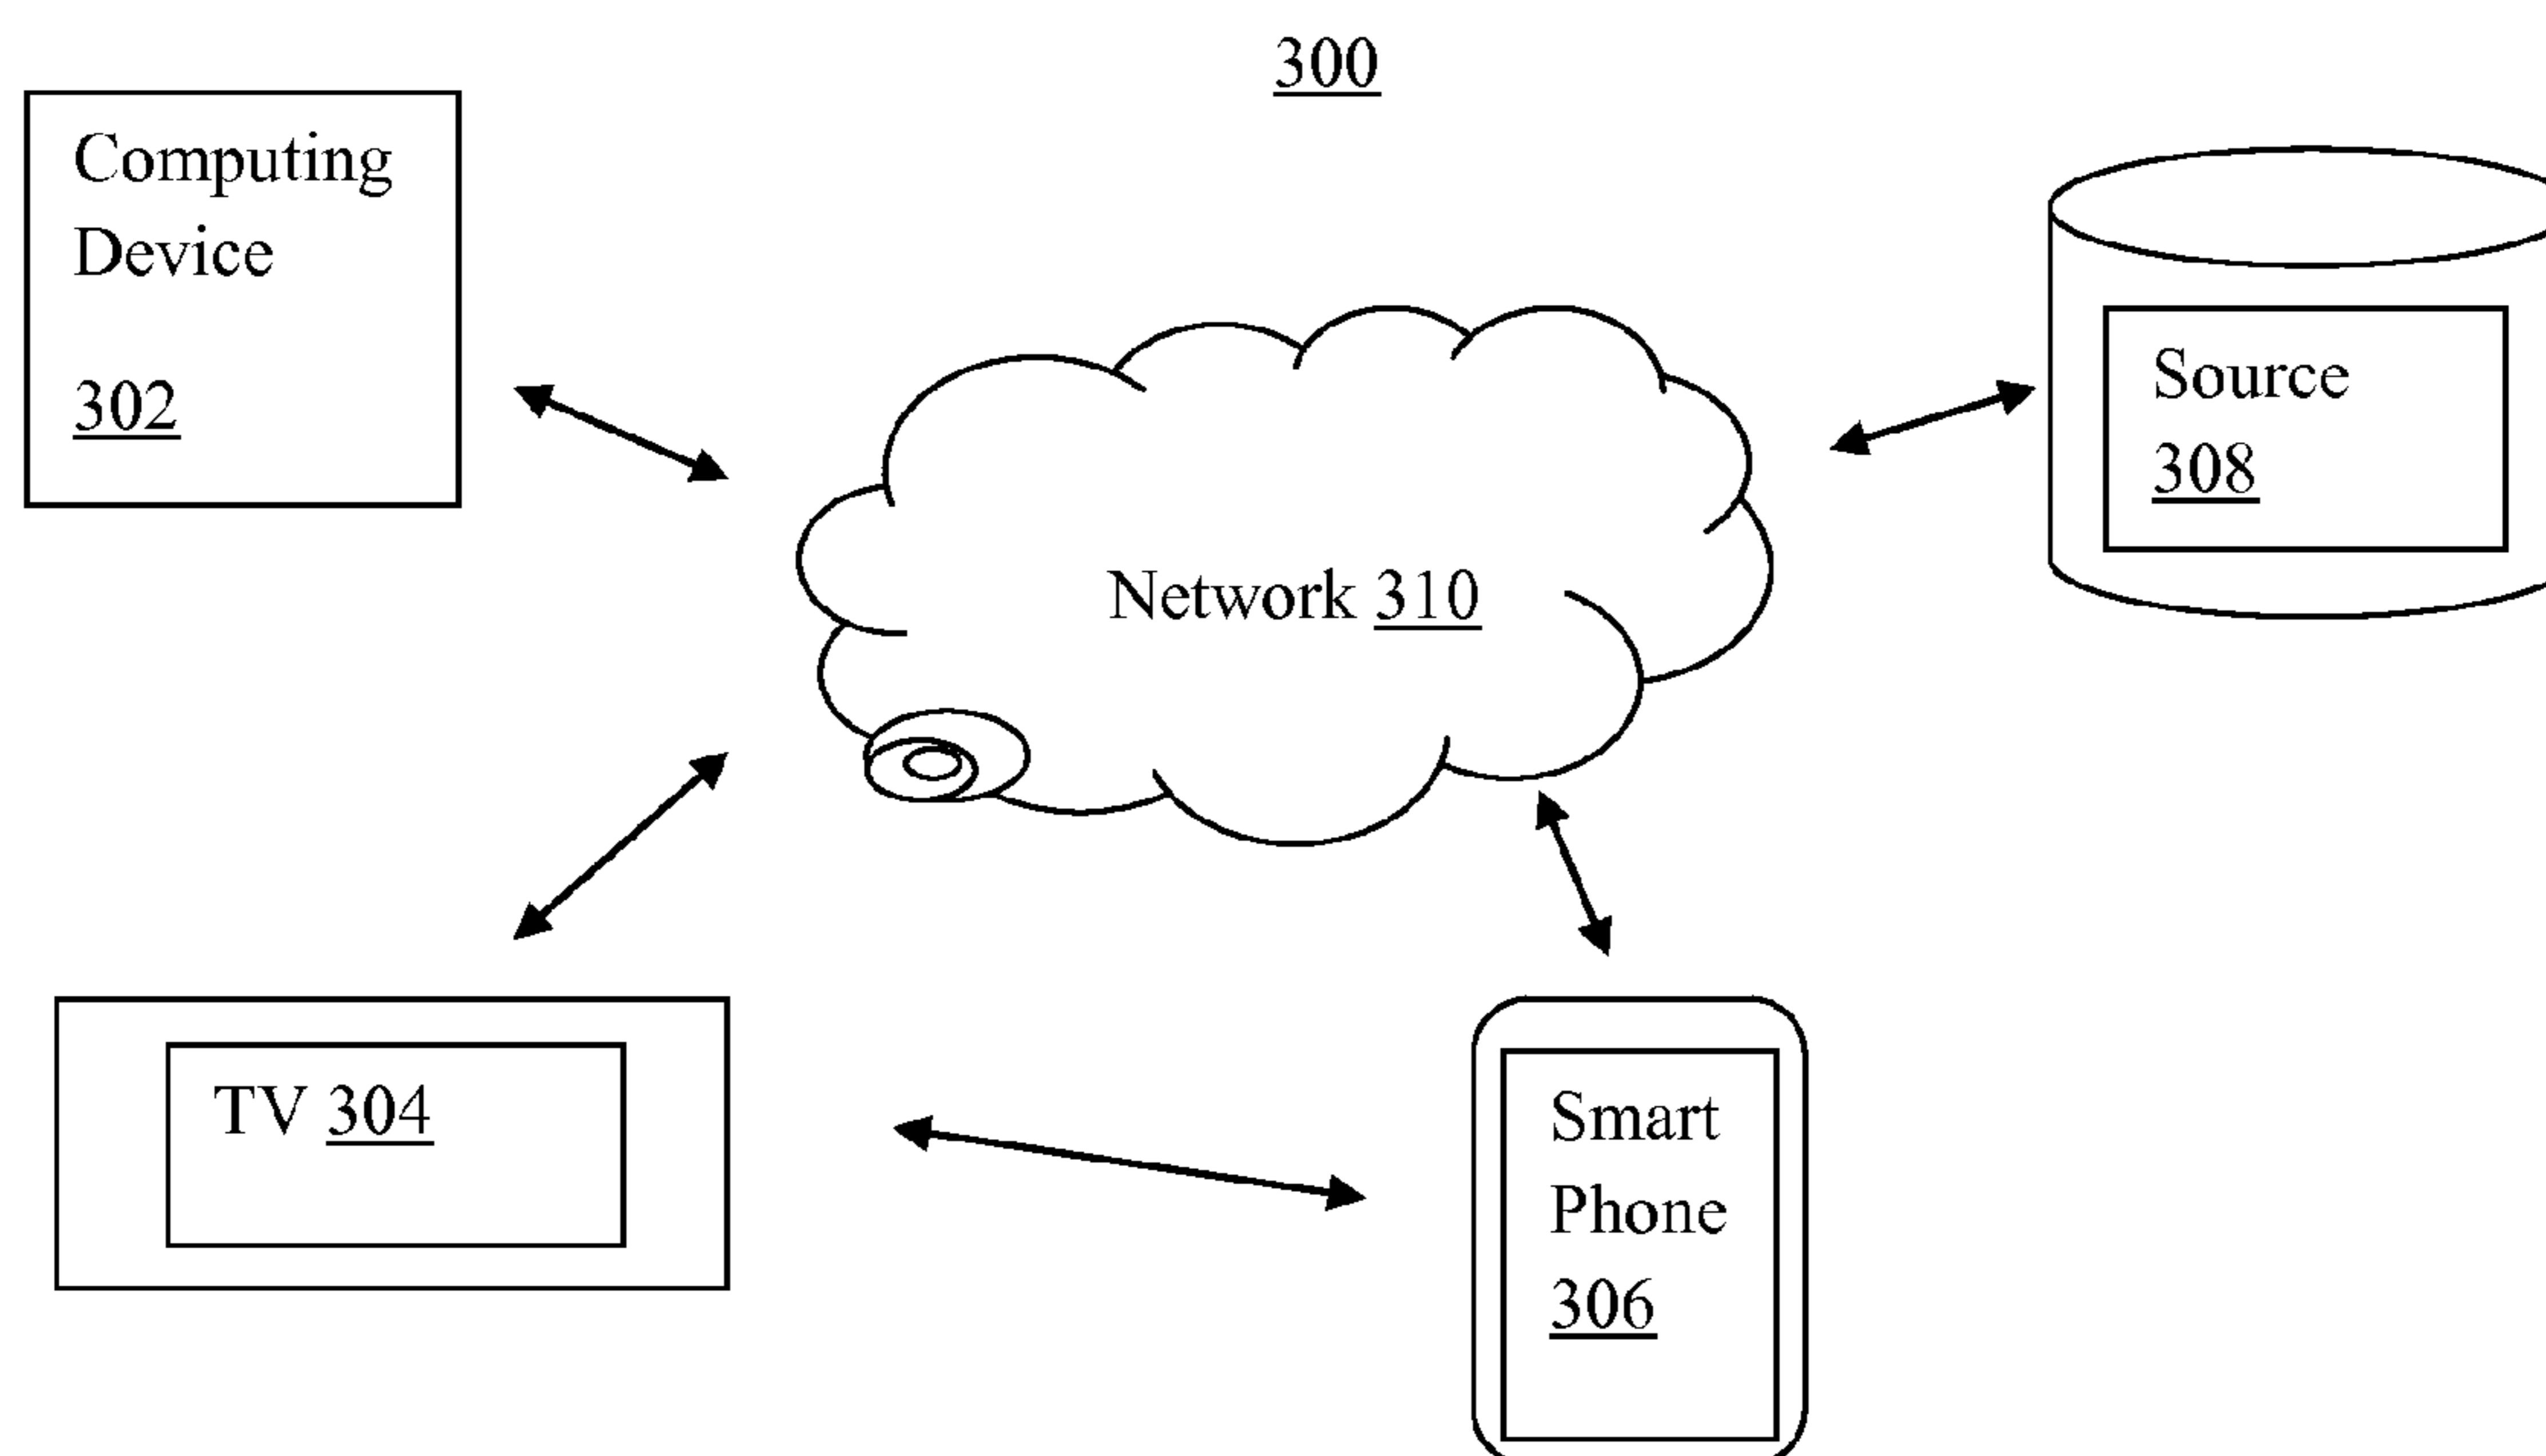 300
Computing
Device
302
Source
308
Network 310
TV 304
Smart
Phone
306